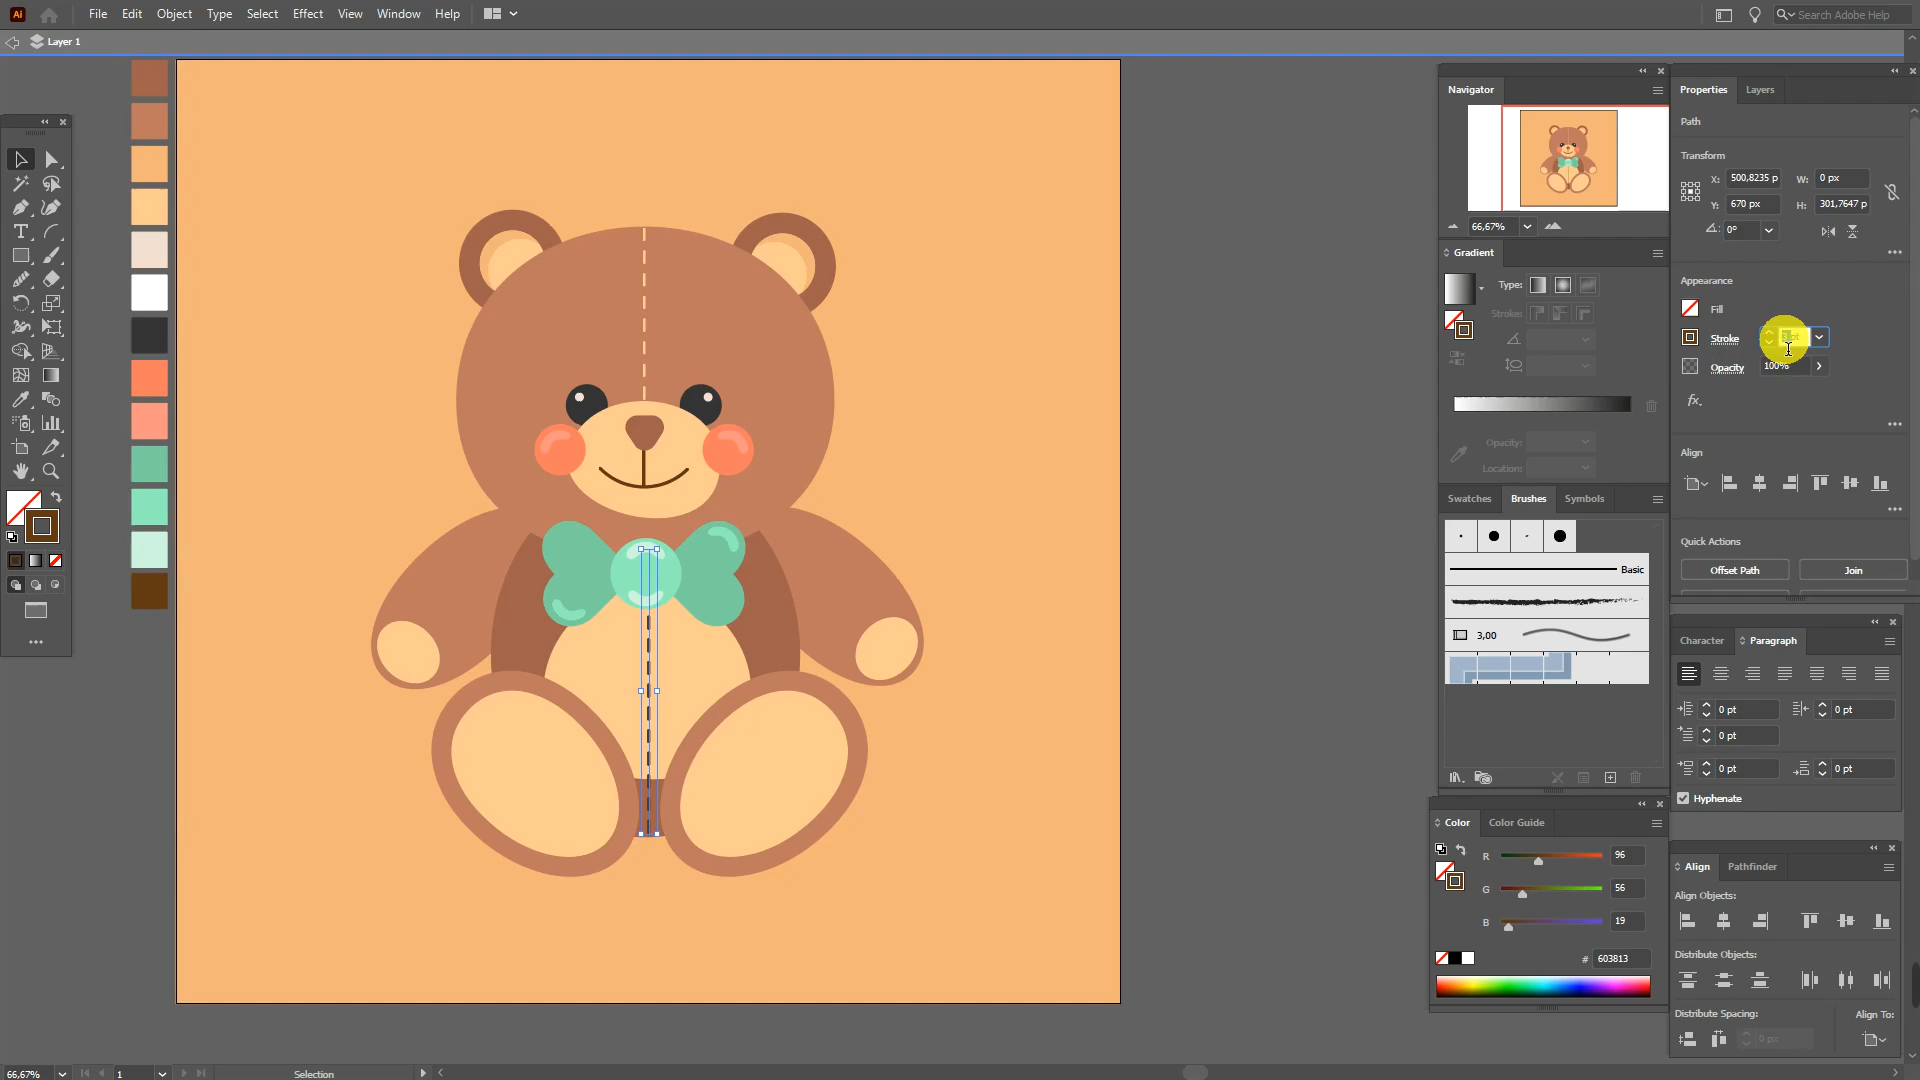 Ai File Edit Object Type Select Effect View Window Help Search Adobe Help
Layer 1
Navigator
66,67%
Properties Layers
Path
Transform
X: 500,8235 p W: 0 px
Y: 670 px H: 301,7647 p
0°
Gradient
Type:
Stroke:
Opacity:
Location:
Appearance
Fill
Stroke
Opacity 100%
fx
Align
Quick Actions
Offset Path Join
Swatches Brushes Symbols
Basic
3,00
Character Paragraph
0 pt 0 pt
0 pt
0 pt 0 pt
Hyphenate
Color Color Guide
R 96
G 56
B 19
# 603813
Align Pathfinder
Align Objects:
Distribute Objects:
Distribute Spacing: Align To:
0 px
66,67% 1 Selection